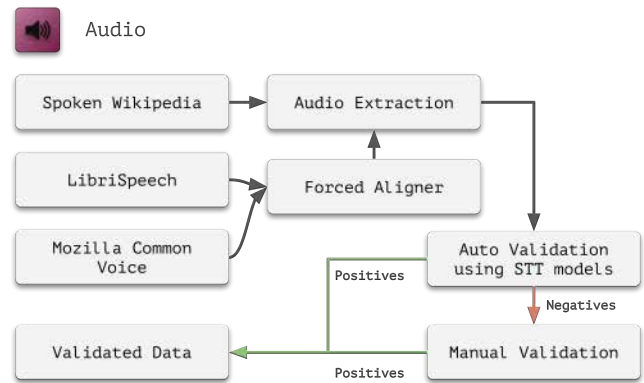 Audio
Spoken Wikipedia
Audio Extraction
LibriSpeech
Forced Aligner
Mozilla Common
Voice
Auto Validation
using STT models
Positives
Negatives
Validated Data
Manual Validation
Positives